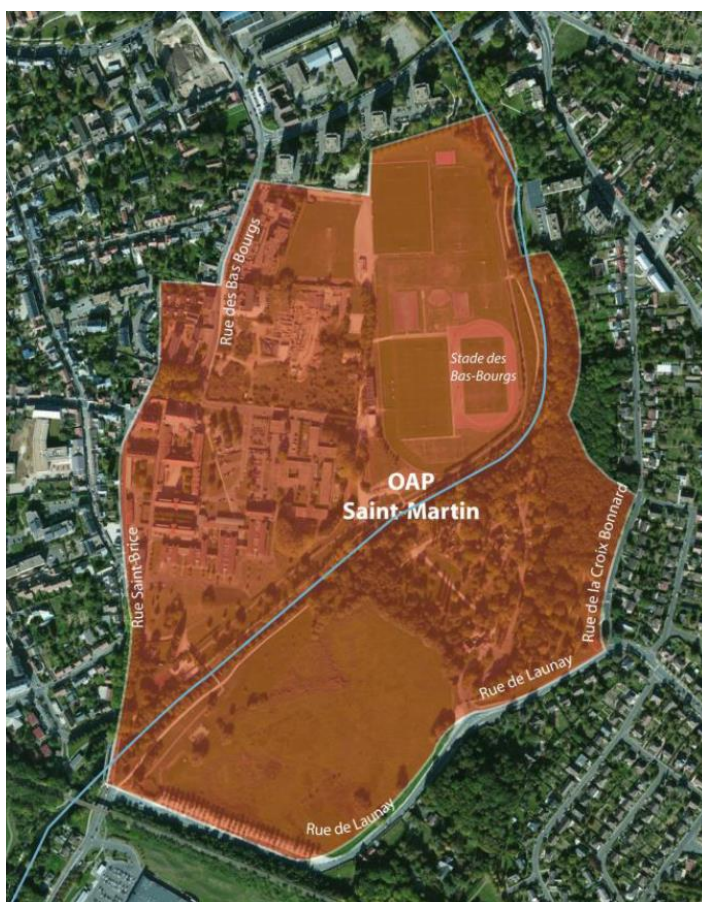 Rue des Bas Bourgs
Stade des
Bas-Bourgs
OAP
Saint-Martin
Rue Saint-Brice
Rue de la Croix Bonnard
Rue de Launay
Rue de Launay